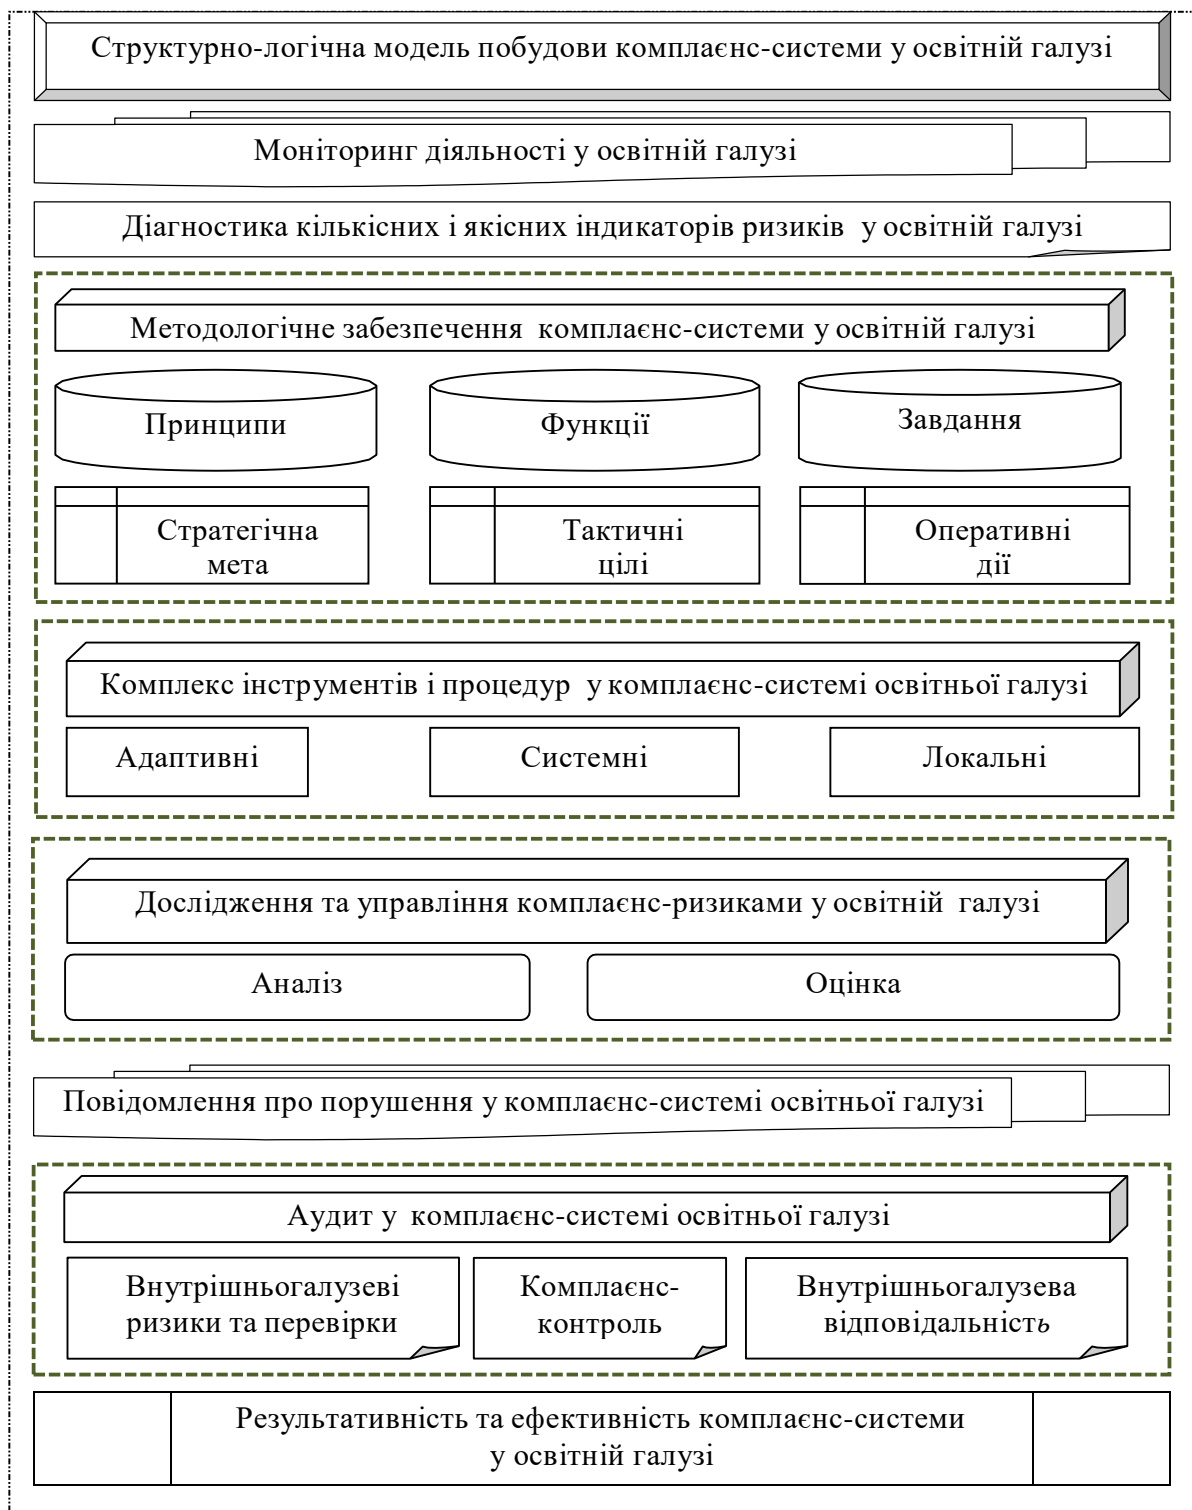 Структурно-логічна модель побудови комплаєнс-системи у освітній галузі
Моніторинг діяльності у освітній галузі
Діагностика кількісних і якісних індикаторів ризиків у освітній галузі
Методологічне забезпечення комплаєнс-системи у освітній галузі
Принципи
Функції
Завдання
Стратегічна
мета
Тактичні
цілі
Оперативні
дії
Комплекс інструментів і процедур у комплаєнс-системі освітньої галузі
Адаптивні
Системні
Локальні
Дослідження та управління комплаєнс-ризиками у освітній галузі
Аналіз
Оцінка
Повідомлення про порушення у комплаєнс-системі освітньої галузі
Аудит у комплаєнс-системі освітньої галузі
Внутрішньогалузеві
ризики та перевірки
Комплаєнс-
контроль
Внутрішньогалузева
відповідальність
Результативність та ефективність комплаєнс-системи
у освітній галузі